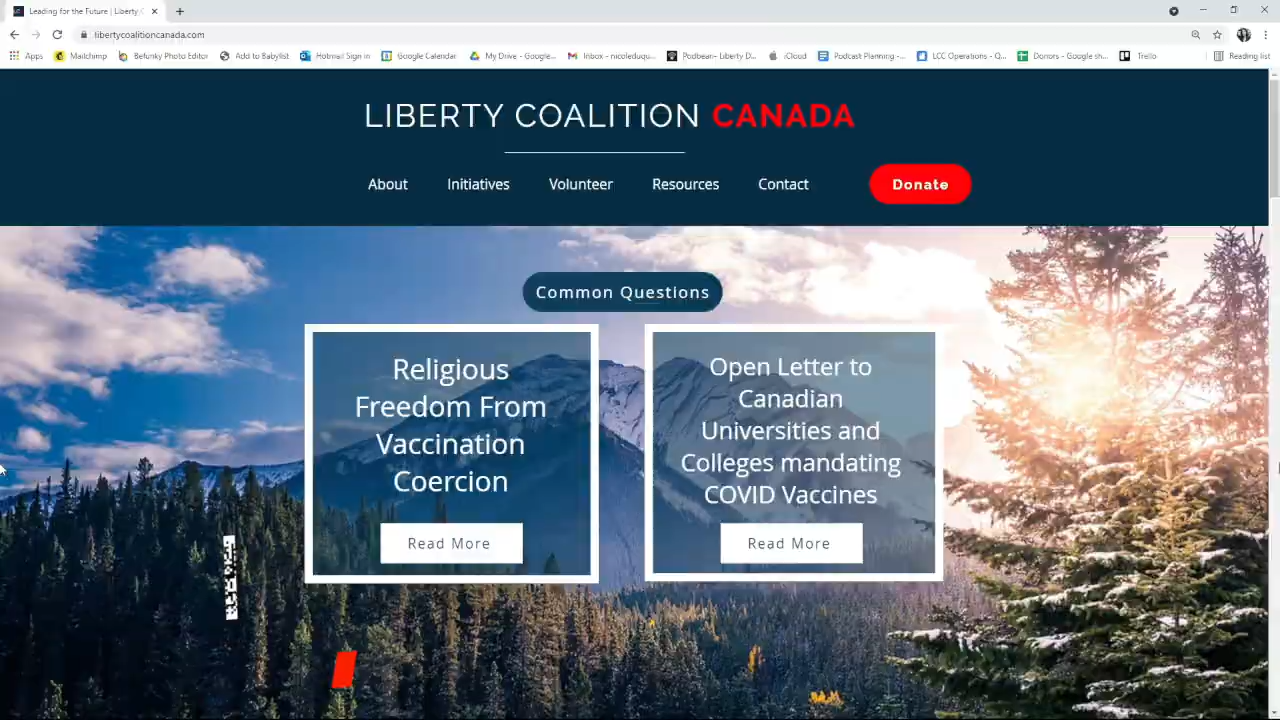 Leading for the Future | Liberty C
libertycoalitioncanada.com
Apps
Mailchimp
Befunky Photo Editor
Add to Babylist
Hotmail Sign in
Google Calendar
My Drive - Google...
Inbox - nicoleduqu...
Podbean- Liberty D...
iCloud
Podcast Planning -...
LCC Operations - Q...
Donors - Google sh...
Trello
Reading list
LIBERTY COALITION CANADA
About Initiatives Volunteer Resources Contact Donate
Common Questions
Religious
Freedom From
Vaccination
Coercion
Read More
Open Letter to
Canadian
Universities and
Colleges mandating
COVID Vaccines
Read More